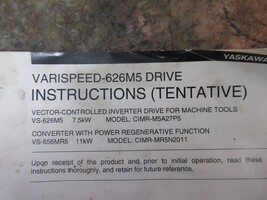 YASKAWA
VARISPEED-626M5 DRIVE
INSTRUCTIONS (TENTATIVE)
VECTOR-CONTROLLED INVERTER DRIVE FOR MACHINE TOOLS
VS-626M5 7.5kW MODEL: CIMR-M5A27P5
CONVERTER WITH POWER REGENERATIVE FUNCTION
VS-656MR5 11kW MODEL: CIMR-MR5N2011
Upon receipt of the product and prior to initial operation, read these
instructions thoroughly, and retain for future reference.